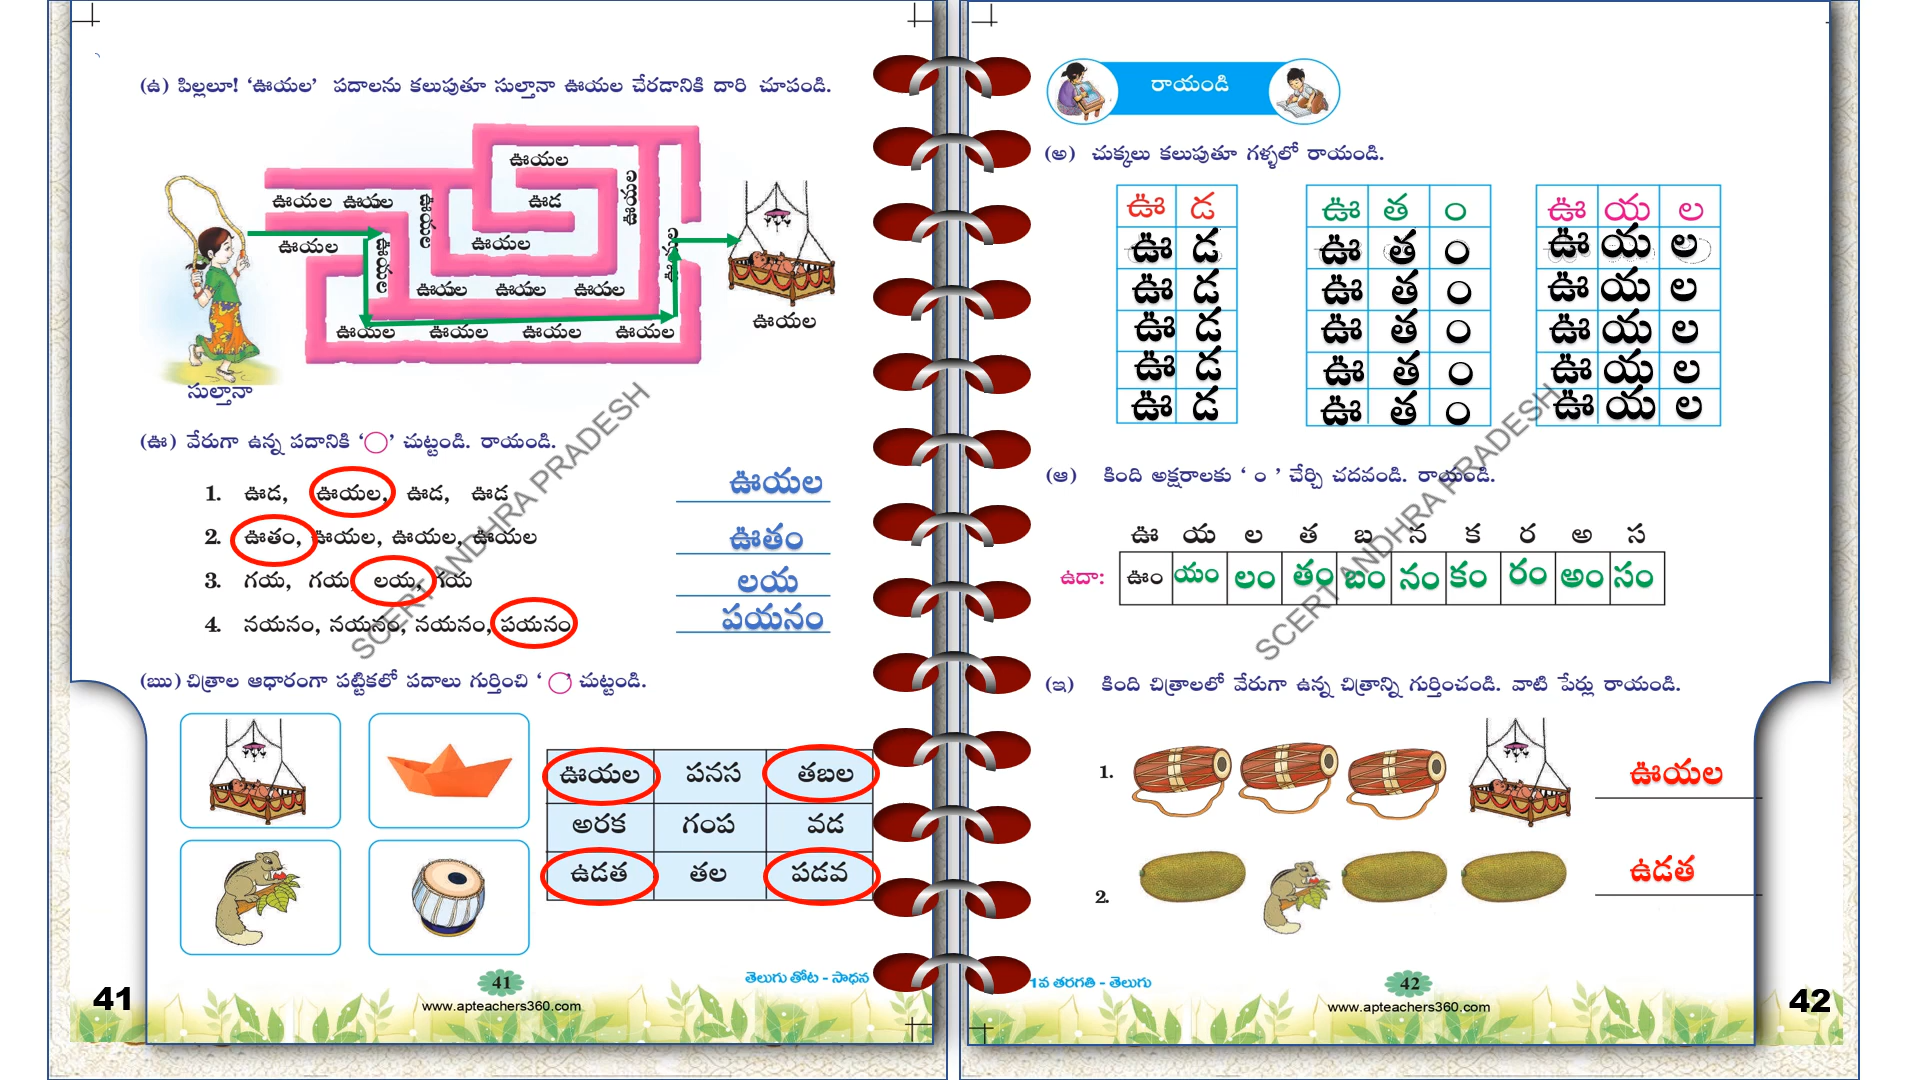 (ఉ) పిల్లలూ! ‘ఊయల’ పదాలను కలుపుతూ సుల్తానా ఊయల చేరడానికి దారి చూపండి.
ఊయల
ఊయల ఊయల ఊయల ఊడ ఊయల
ఊయల ఊయల ఊయల ఊయల
ఊయల ఊయల ఊయల
ఊయల ఊయల ఊయల ఊయల
ఊయల
సుల్తానా
(ఊ) వేరుగా ఉన్న పదానికి ‘ ’ చుట్టండి. రాయండి.
1. ఊడ, ఊయల, ఊడ, ఊడ ఊయల
2. ఊతం, ఊయల, ఊయల, ఊయల ఊతం
3. గయ, గయ, లయ, గయ లయ
4. నయనం, నయనం, నయనం, పయనం పయనం
(ఋ) చిత్రాల ఆధారంగా పట్టికలో పదాలు గుర్తించి ‘ ’ చుట్టండి.
ఊయల పనస తబల
అరక గంప వడ
ఉడత తల పడవ
తెలుగు తోట - సాధన
41
41
www.apteachers360.com
SCERT ANDHRA PRADESH
రాయండి
(అ) చుక్కలు కలుపుతూ గళ్ళలో రాయండి.
ఊ డ ఊ త ం ఊ య ల
ఊ డ ఊ త ం ఊ య ల
ఊ డ ఊ త ం ఊ య ల
ఊ డ ఊ త ం ఊ య ల
ఊ డ ఊ త ం ఊ య ల
ఊ డ ఊ త ం ఊ య ల
(ఆ) కింది అక్షరాలకు ‘ ం ’ చేర్చి చదవండి. రాయండి.
ఊ య ల త బ న క ర అ స
ఉదా: ఊం యం లం తం బం నం కం రం అం సం
(ఇ) కింది చిత్రాలలో వేరుగా ఉన్న చిత్రాన్ని గుర్తించండి. వాటి పేర్లు రాయండి.
1. ఊయల
2. ఉడత
1వ తరగతి - తెలుగు
42
42
www.apteachers360.com
SCERT ANDHRA PRADESH